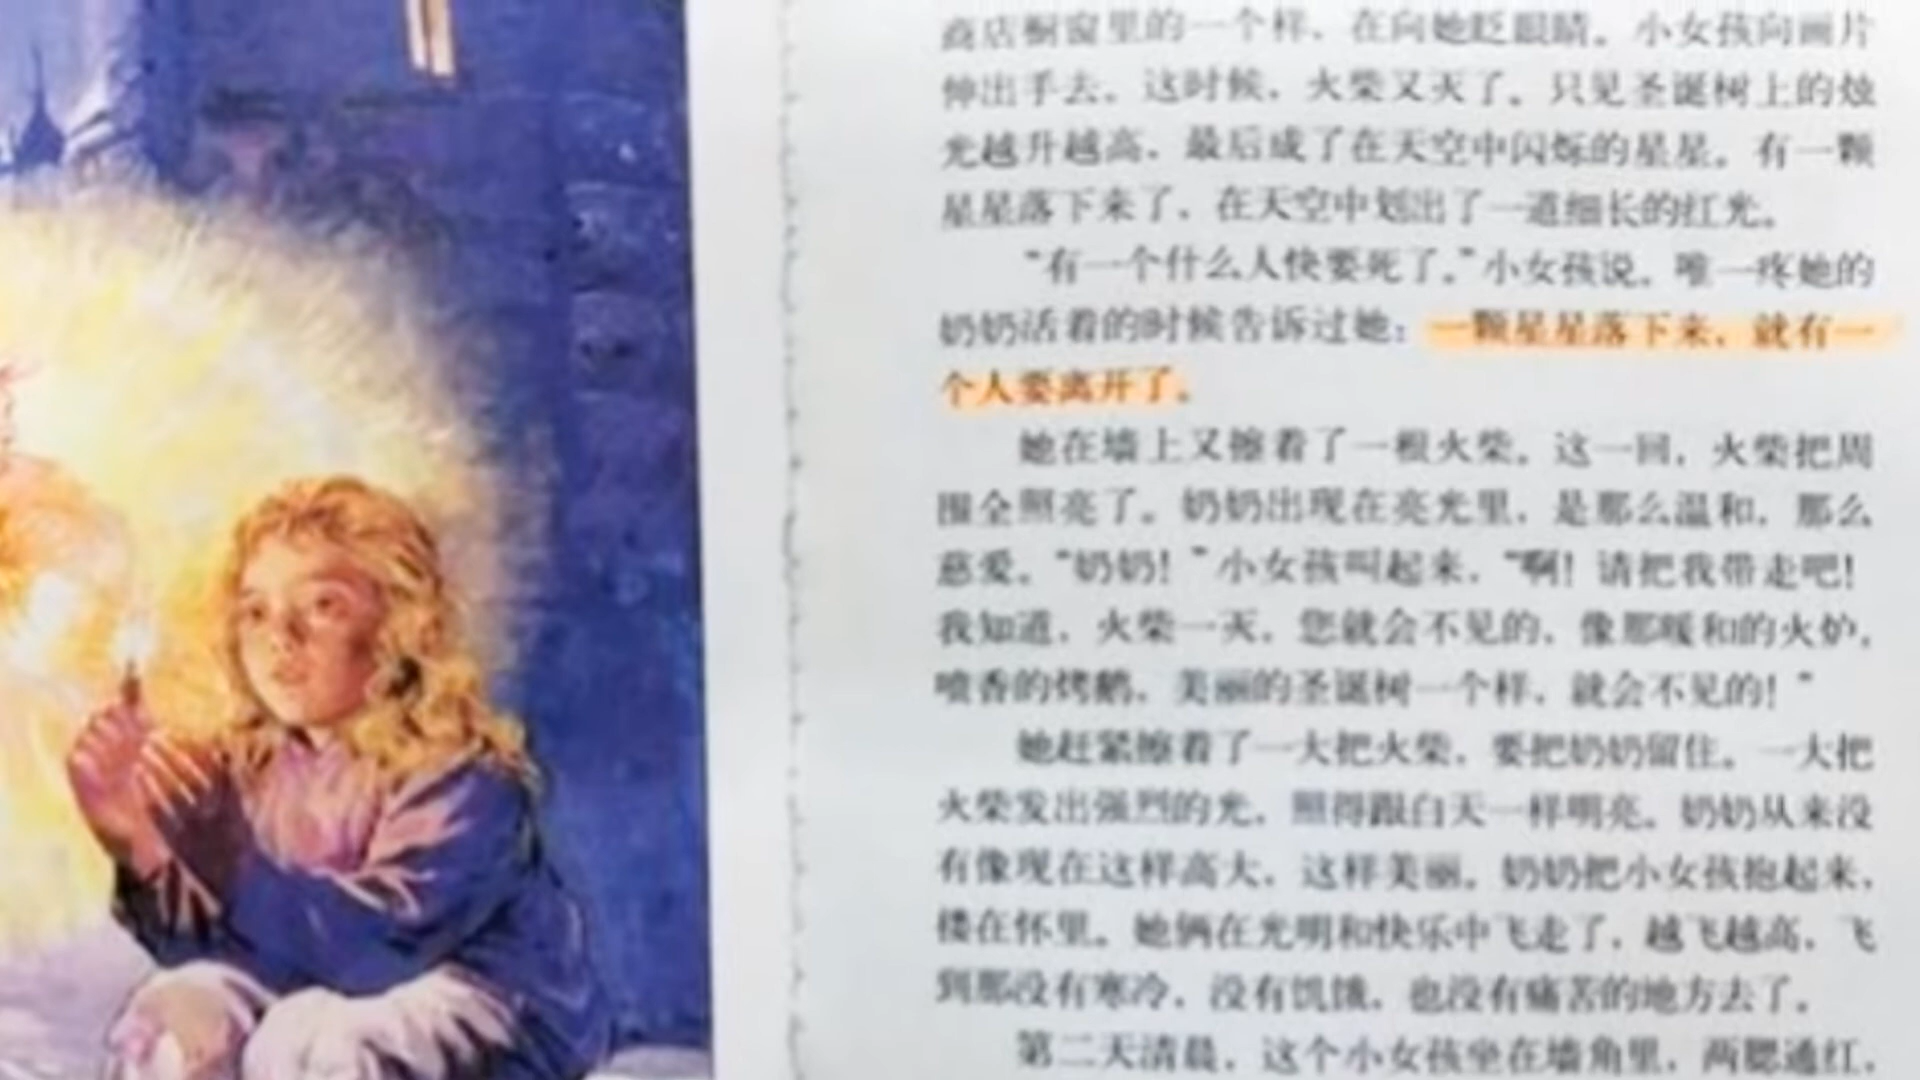 商店橱窗里的一个样，在向她眨眼睛。小女孩向画片
伸出手去。这时候，火柴又灭了。只见圣诞树上的烛
光越升越高，最后成了在天空中闪烁的星星。有一颗
星星落下来了，在天空中划出了一道细长的红光。
“有一个什么人快要死了。”小女孩说。唯一疼她的
奶奶活着的时候告诉过她：一颗星星落下来，就有一
个人要离开了。
她在墙上又擦着了一根火柴。这一回，火柴把周
围全照亮了。奶奶出现在亮光里，是那么温和，那么
慈爱。“奶奶！”小女孩叫起来，“啊！请把我带走吧！
我知道，火柴一灭，您就会不见的，像那暖和的火炉，
喷香的烤鹅，美丽的圣诞树一个样，就会不见的！”
她赶紧擦着了一大把火柴，要把奶奶留住。一大把
火柴发出强烈的光，照得跟白天一样明亮。奶奶从来没
有像现在这样高大，这样美丽。奶奶把小女孩抱起来，
搂在怀里。她俩在光明和快乐中飞走了，越飞越高，飞
到那没有寒冷，没有饥饿，也没有痛苦的地方去了。
第二天清晨，这个小女孩坐在墙角里，两腮通红，